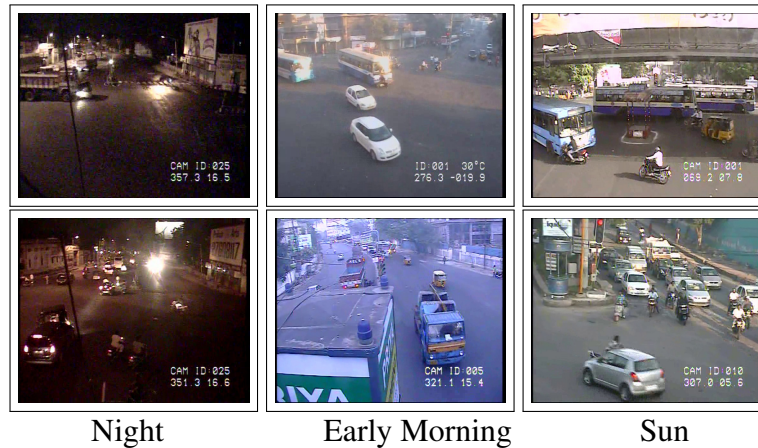 CAM ID:025
357.3 16.5
ID:001 30°C
276.3 -019.9
CAM ID:001
069.2 07.8
CAM ID:025
351.3 16.6
RIYA
CAM ID:005
321.1 15.4
CAM ID:010
307.0 05.6
Night Early Morning Sun